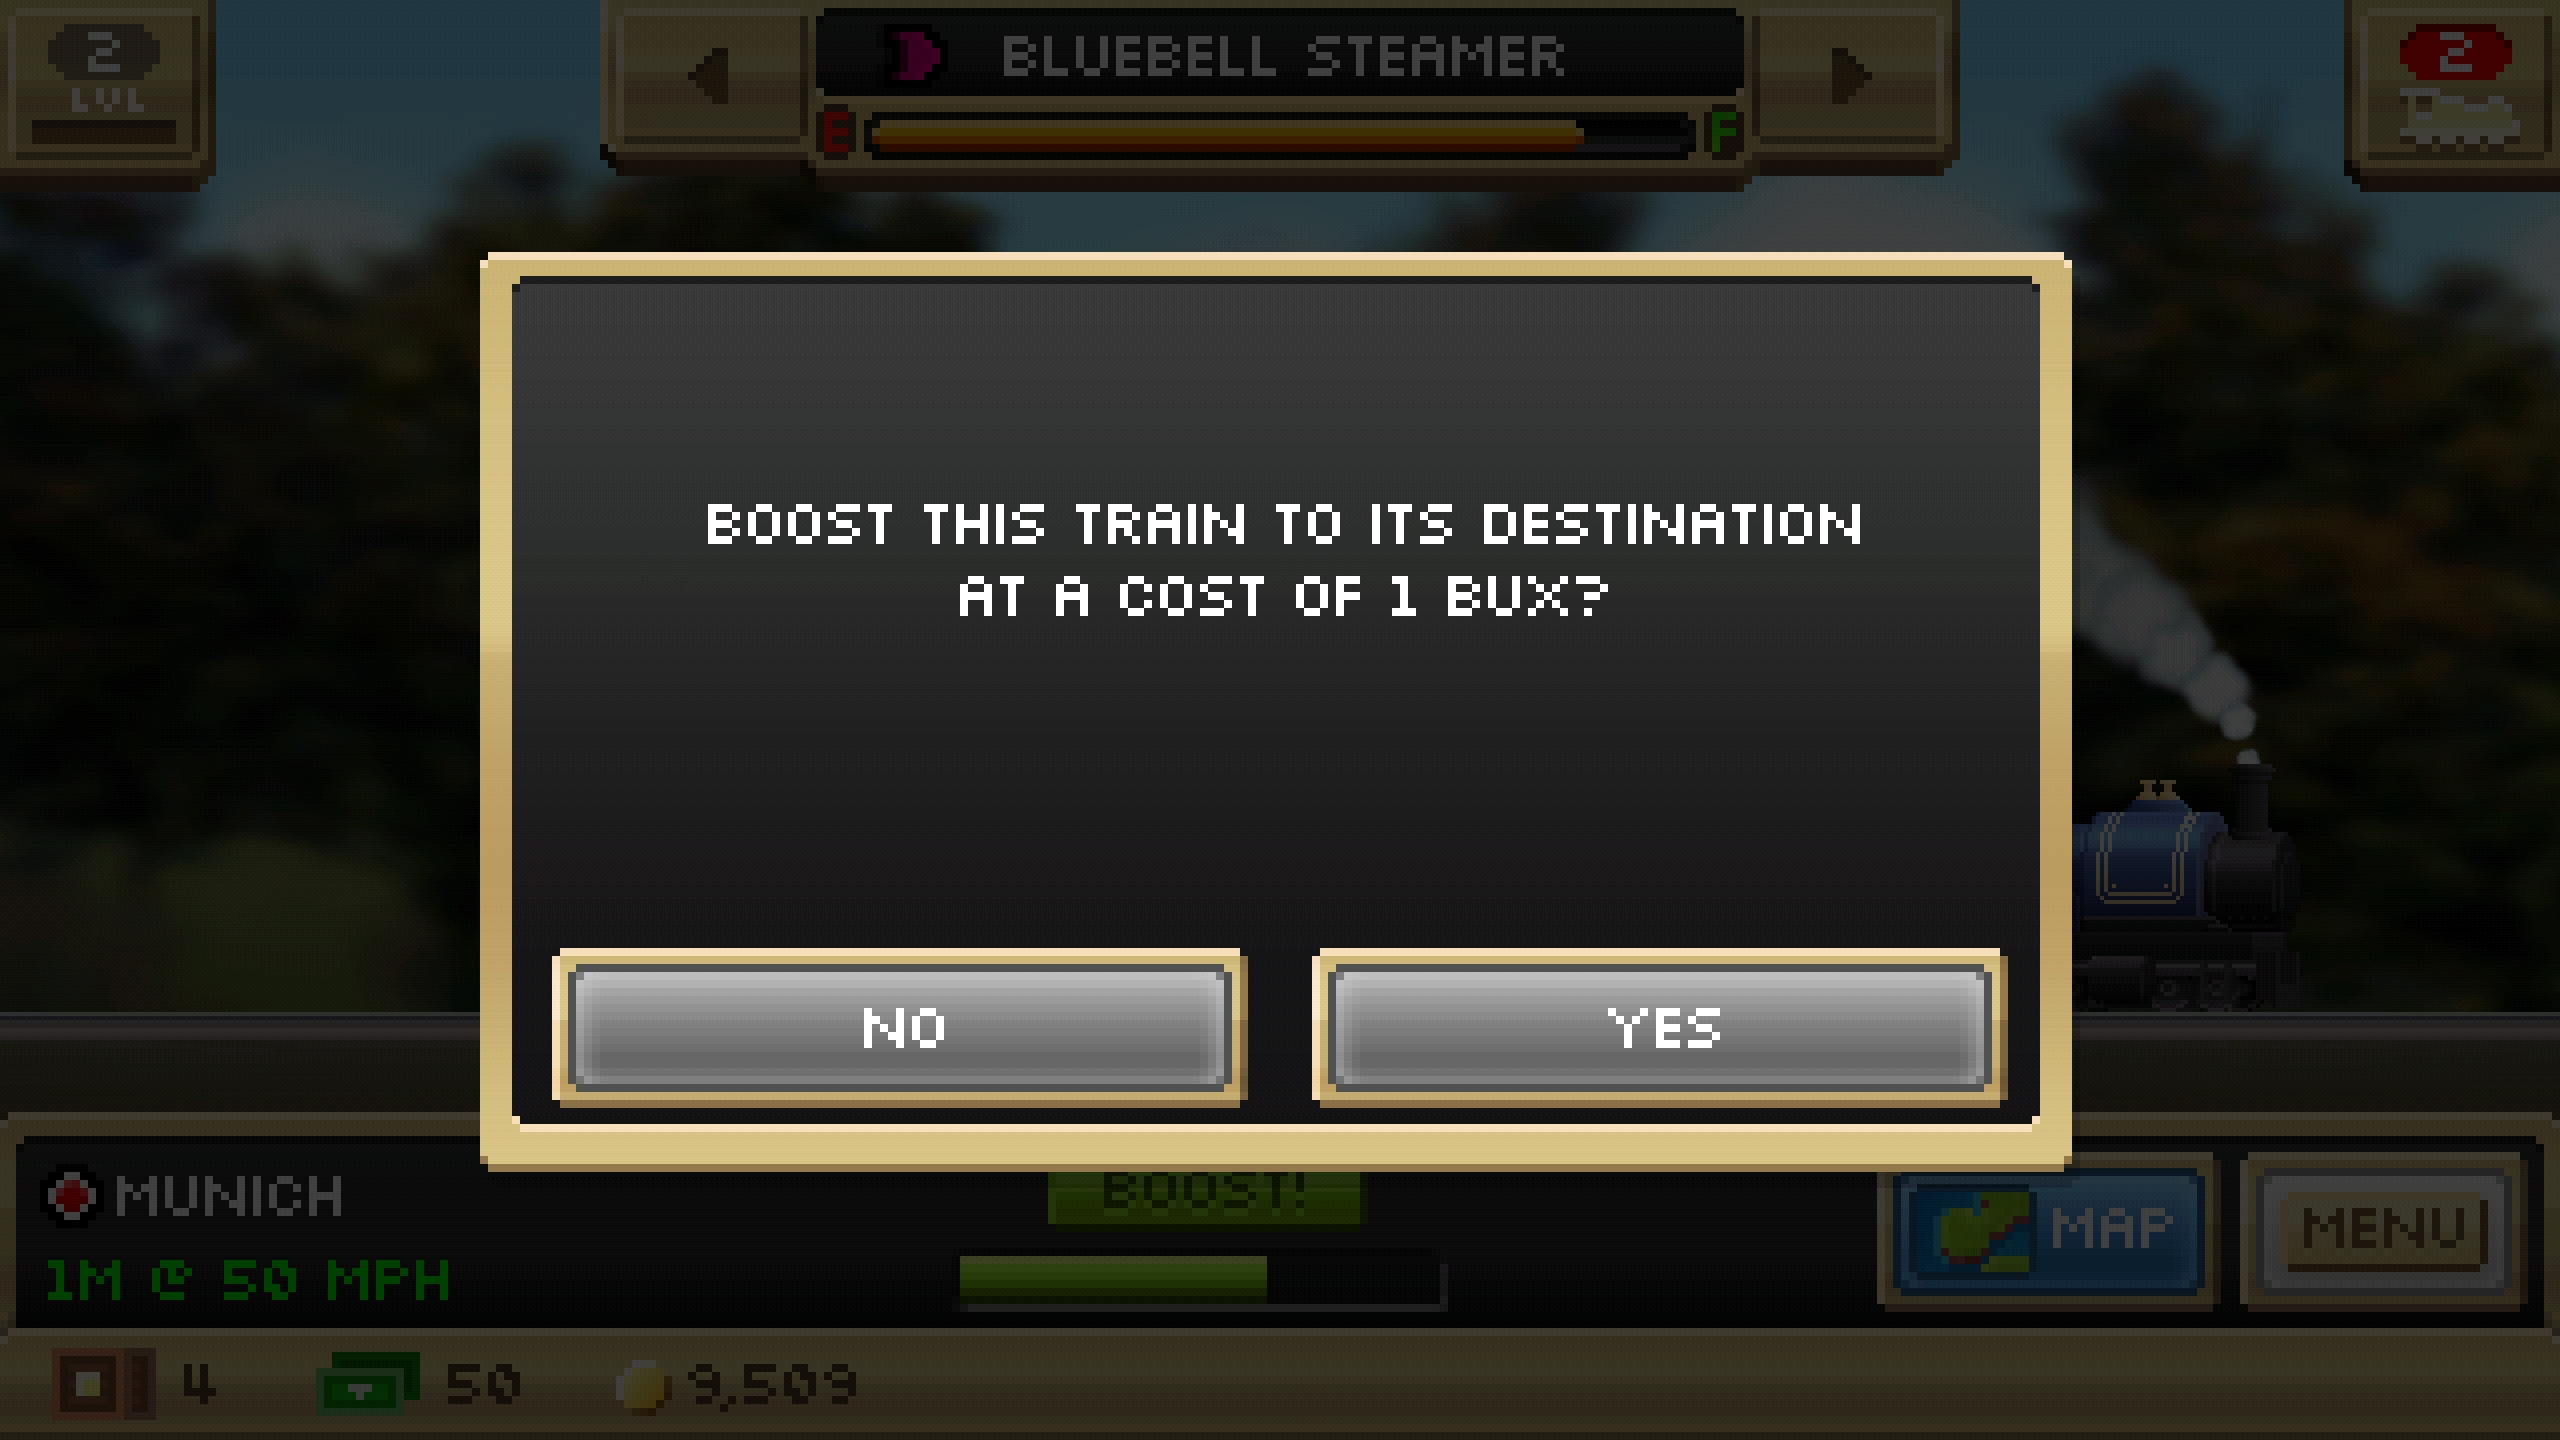 2
LVL
BLUEBELL STEAMER
E
F
2
BOOST THIS TRAIN TO ITS DESTINATION
AT A COST OF 1 BUX?
NO
YES
MUNICH
1M @ 50 MPH
BOOST!
MAP
MENU
4
50
9,509